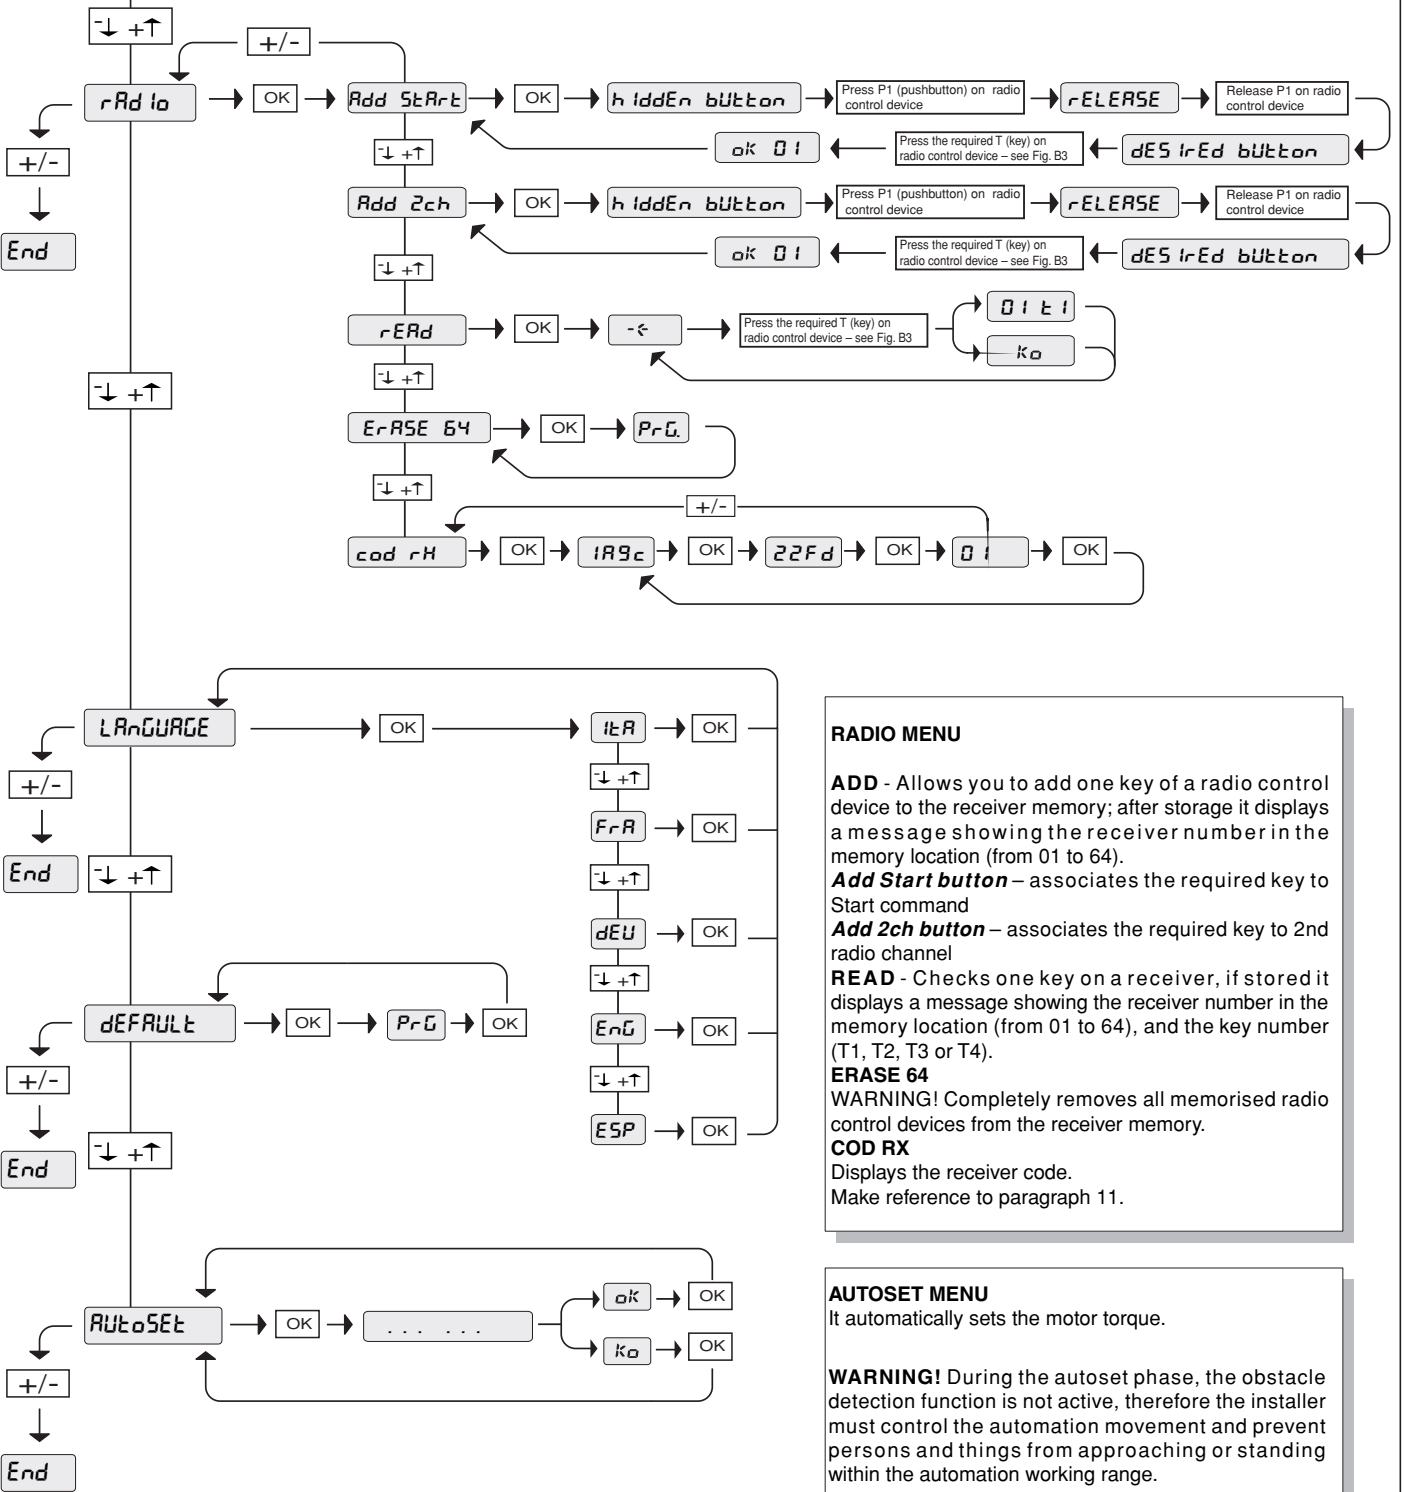 -↓ +↑
+/-
rAdIo
OK
Add StArt
OK
hIddEn bUtton
Press P1 (pushbutton) on radio
control device
rELEASE
Release P1 on radio
control device
+/-
-↓ +↑
ok 01
Press the required T (key) on
radio control device – see Fig. B3
dESIrEd bUtton
End
Add 2ch
OK
hIddEn bUtton
Press P1 (pushbutton) on radio
control device
rELEASE
Release P1 on radio
control device
-↓ +↑
ok 01
Press the required T (key) on
radio control device – see Fig. B3
dESIrEd bUtton
rEAd
OK
-<-
Press the required T (key) on
radio control device – see Fig. B3
01 t1
Ko
-↓ +↑
-↓ +↑
ErASE 64
OK
PrG.
-↓ +↑
+/-
cod rH
OK
1A9c
OK
22Fd
OK
01
OK
LAnGUAGE
OK
ItA
OK
+/-
-↓ +↑
FrA
OK
End
-↓ +↑
-↓ +↑
dEU
OK
-↓ +↑
dEFAULt
OK
PrG
OK
EnG
OK
+/-
-↓ +↑
End
-↓ +↑
ESP
OK
RADIO MENU
ADD - Allows you to add one key of a radio control
device to the receiver memory; after storage it displays
a message showing the receiver number in the
memory location (from 01 to 64).
Add Start button – associates the required key to
Start command
Add 2ch button – associates the required key to 2nd
radio channel
READ - Checks one key on a receiver, if stored it
displays a message showing the receiver number in the
memory location (from 01 to 64), and the key number
(T1, T2, T3 or T4).
ERASE 64
WARNING! Completely removes all memorised radio
control devices from the receiver memory.
COD RX
Displays the receiver code.
Make reference to paragraph 11.
AUtoSEt
OK
... ...
ok
OK
Ko
OK
+/-
End
AUTOSET MENU
It automatically sets the motor torque.
WARNING! During the autoset phase, the obstacle
detection function is not active, therefore the installer
must control the automation movement and prevent
persons and things from approaching or standing
within the automation working range.